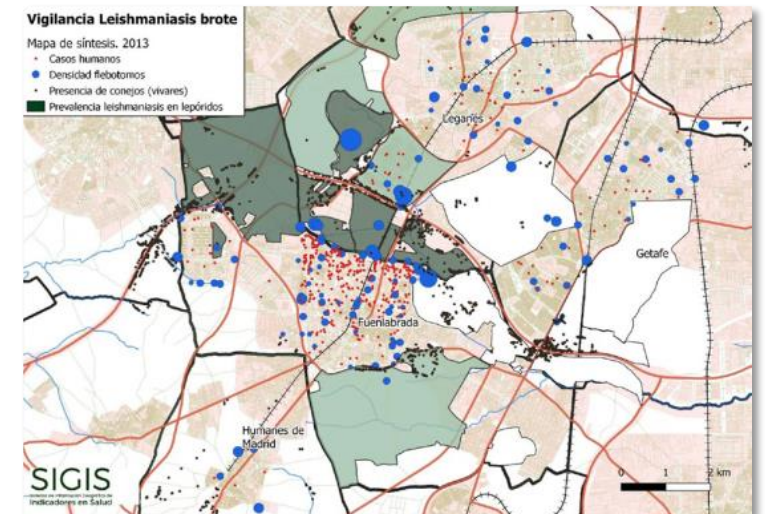 Vigilancia Leishmaniasis brote
Mapa de síntesis. 2013
Casos humanos
Densidad flebotomos
Presencia de conejos (vivares)
Prevalencia leishmaniasis en lepóridos
Leganés
Getafe
Fuenlabrada
Humanes de
Madrid
SIGIS
Indicadores en Salud
0 1 2 km